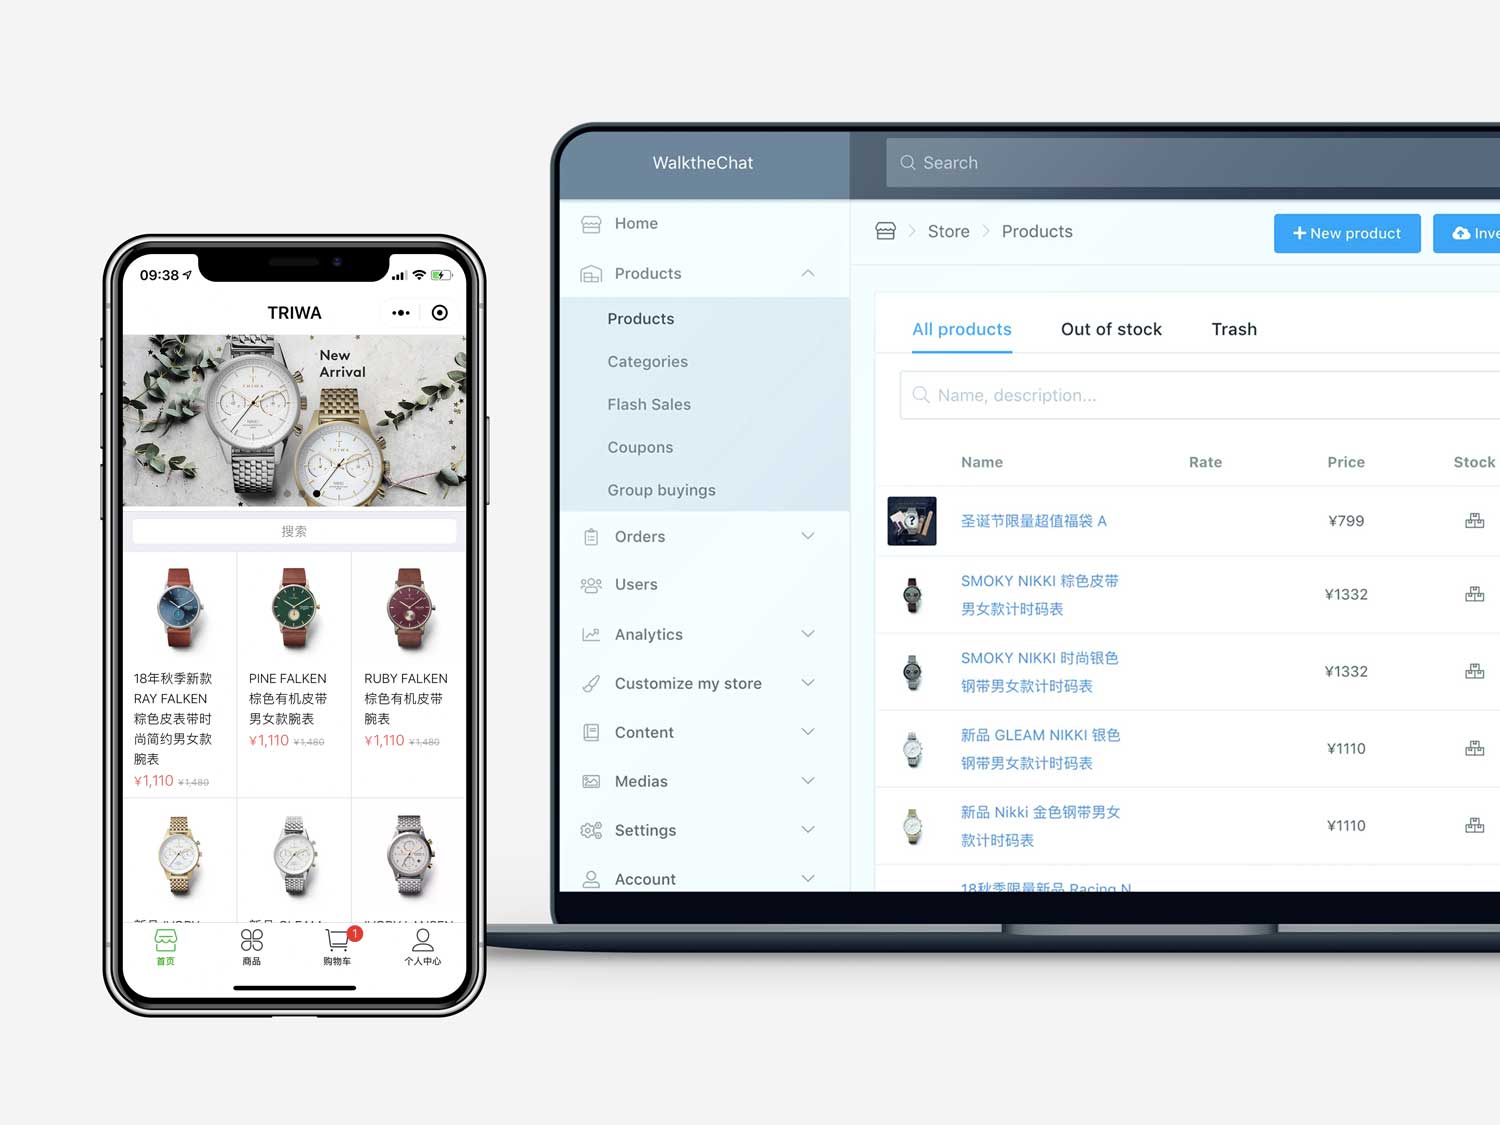 09:38
TRIWA
New
Arrival
TRIWA
TRIWA
搜索
18年秋季新款
RAY FALKEN
棕色皮表带时
尚简约男女款
腕表
¥1,110 ¥1,480
PINE FALKEN
棕色有机皮带
男女款腕表
¥1,110 ¥1,480
RUBY FALKEN
棕色有机皮带
腕表
¥1,110 ¥1,480
首页
商品
购物车
1
个人中心
WalktheChat
Search
Home
Products
Products
Categories
Flash Sales
Coupons
Group buyings
Orders
Users
Analytics
Customize my store
Content
Medias
Settings
Account
Store
Products
New product
All products
Out of stock
Trash
Name, description...
Name Rate Price Stock
圣诞节限量超值福袋 A
¥799
SMOKY NIKKI 棕色皮带
男女款计时码表
¥1332
SMOKY NIKKI 时尚银色
钢带男女款计时码表
¥1332
新品 GLEAM NIKKI 银色
钢带男女款计时码表
¥1110
新品 Nikki 金色钢带男女
款计时码表
¥1110
18秋季限量新品 Racing N